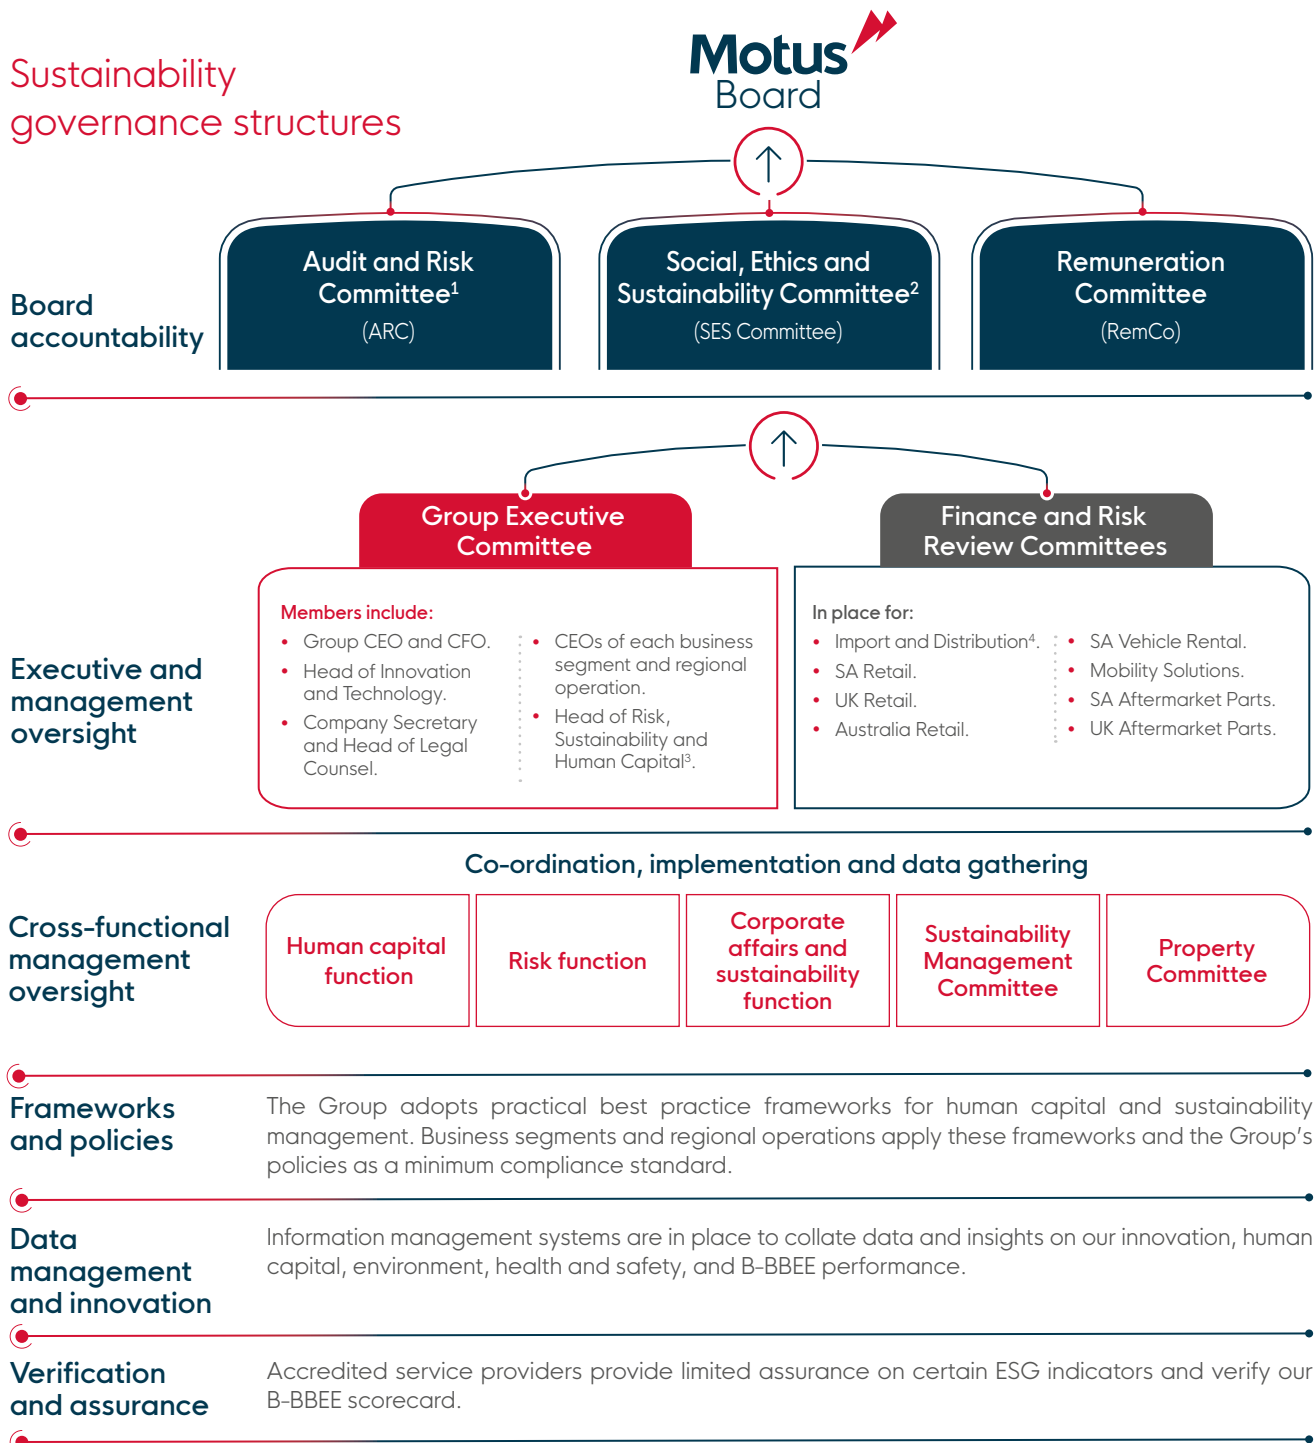 Sustainability
governance structures
Motus
Board
Board
accountability
Audit and Risk
Committee¹
(ARC)
Social, Ethics and
Sustainability Committee²
(SES Committee)
Remuneration
Committee
(RemCo)
Executive and
management
oversight
Group Executive
Committee
Members include:
• Group CEO and CFO.
• Head of Innovation
and Technology.
• Company Secretary
and Head of Legal
Counsel.
• CEOs of each business
segment and regional
operation.
• Head of Risk,
Sustainability and
Human Capital³.
Finance and Risk
Review Committees
In place for:
• Import and Distribution⁴.
• SA Retail.
• UK Retail.
• Australia Retail.
• SA Vehicle Rental.
• Mobility Solutions.
• SA Aftermarket Parts.
• UK Aftermarket Parts.
Co-ordination, implementation and data gathering
Cross-functional
management
oversight
Human capital
function
Risk function
Corporate
affairs and
sustainability
function
Sustainability
Management
Committee
Property
Committee
Frameworks
and policies
The Group adopts practical best practice frameworks for human capital and sustainability
management. Business segments and regional operations apply these frameworks and the Group's
policies as a minimum compliance standard.
Data
management
and innovation
Information management systems are in place to collate data and insights on our innovation, human
capital, environment, health and safety, and B-BBEE performance.
Verification
and assurance
Accredited service providers provide limited assurance on certain ESG indicators and verify our
B-BBEE scorecard.